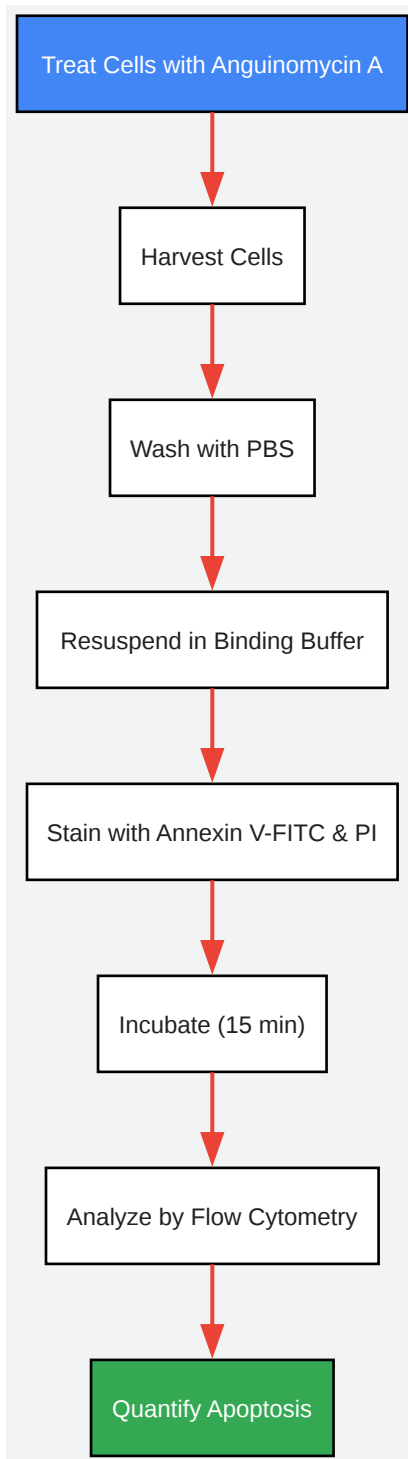 Treat Cells with Anguinomycin A
Harvest Cells
Wash with PBS
Resuspend in Binding Buffer
Stain with Annexin V-FITC & PI
Incubate (15 min)
Analyze by Flow Cytometry
Quantify Apoptosis